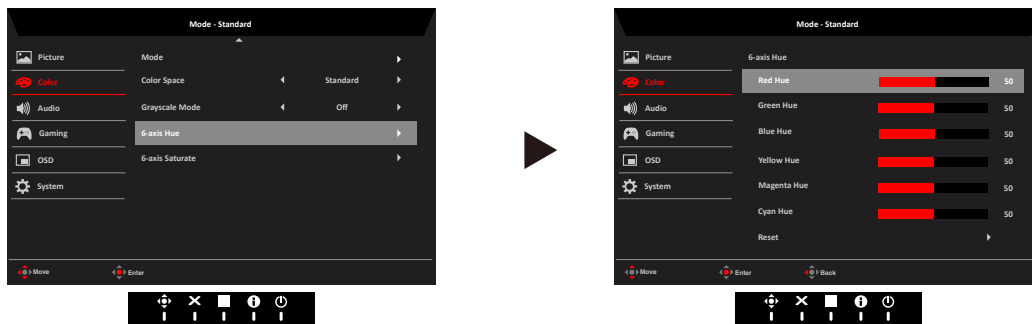 Mode - Standard
Picture
Mode
Color
Color Space
Standard
Audio
Grayscale Mode
Off
Gaming
6-axis Hue
OSD
6-axis Saturate
System
Move
Enter
Mode - Standard
Picture
6-axis Hue
Color
Red Hue
50
Audio
Green Hue
50
Gaming
Blue Hue
50
OSD
Yellow Hue
50
System
Magenta Hue
50
Cyan Hue
50
Reset
Move
Enter
Back